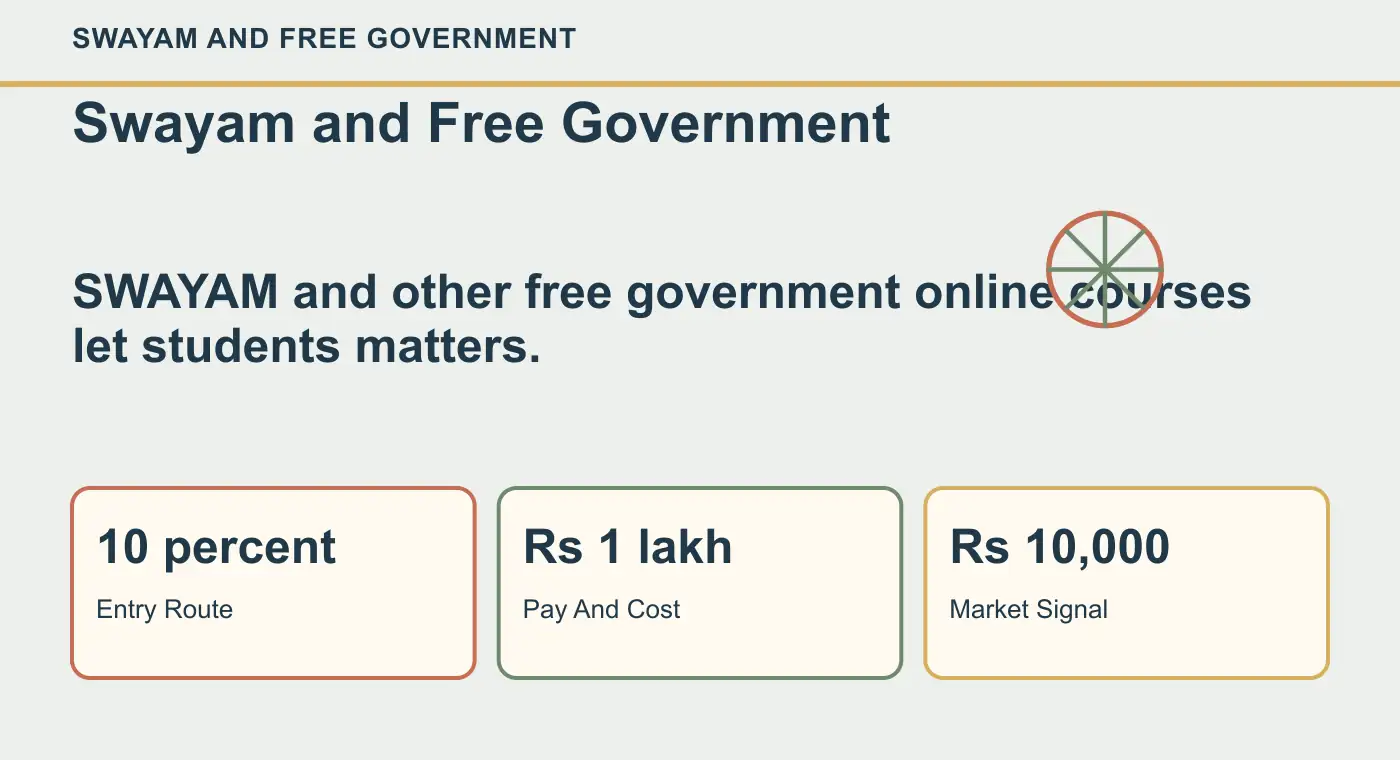 SWAYAM AND FREE GOVERNMENT
Swayam and Free Government
SWAYAM and other free government online courses
let students matters.
10 percent
Entry Route
Rs 1 lakh
Pay And Cost
Rs 10,000
Market Signal